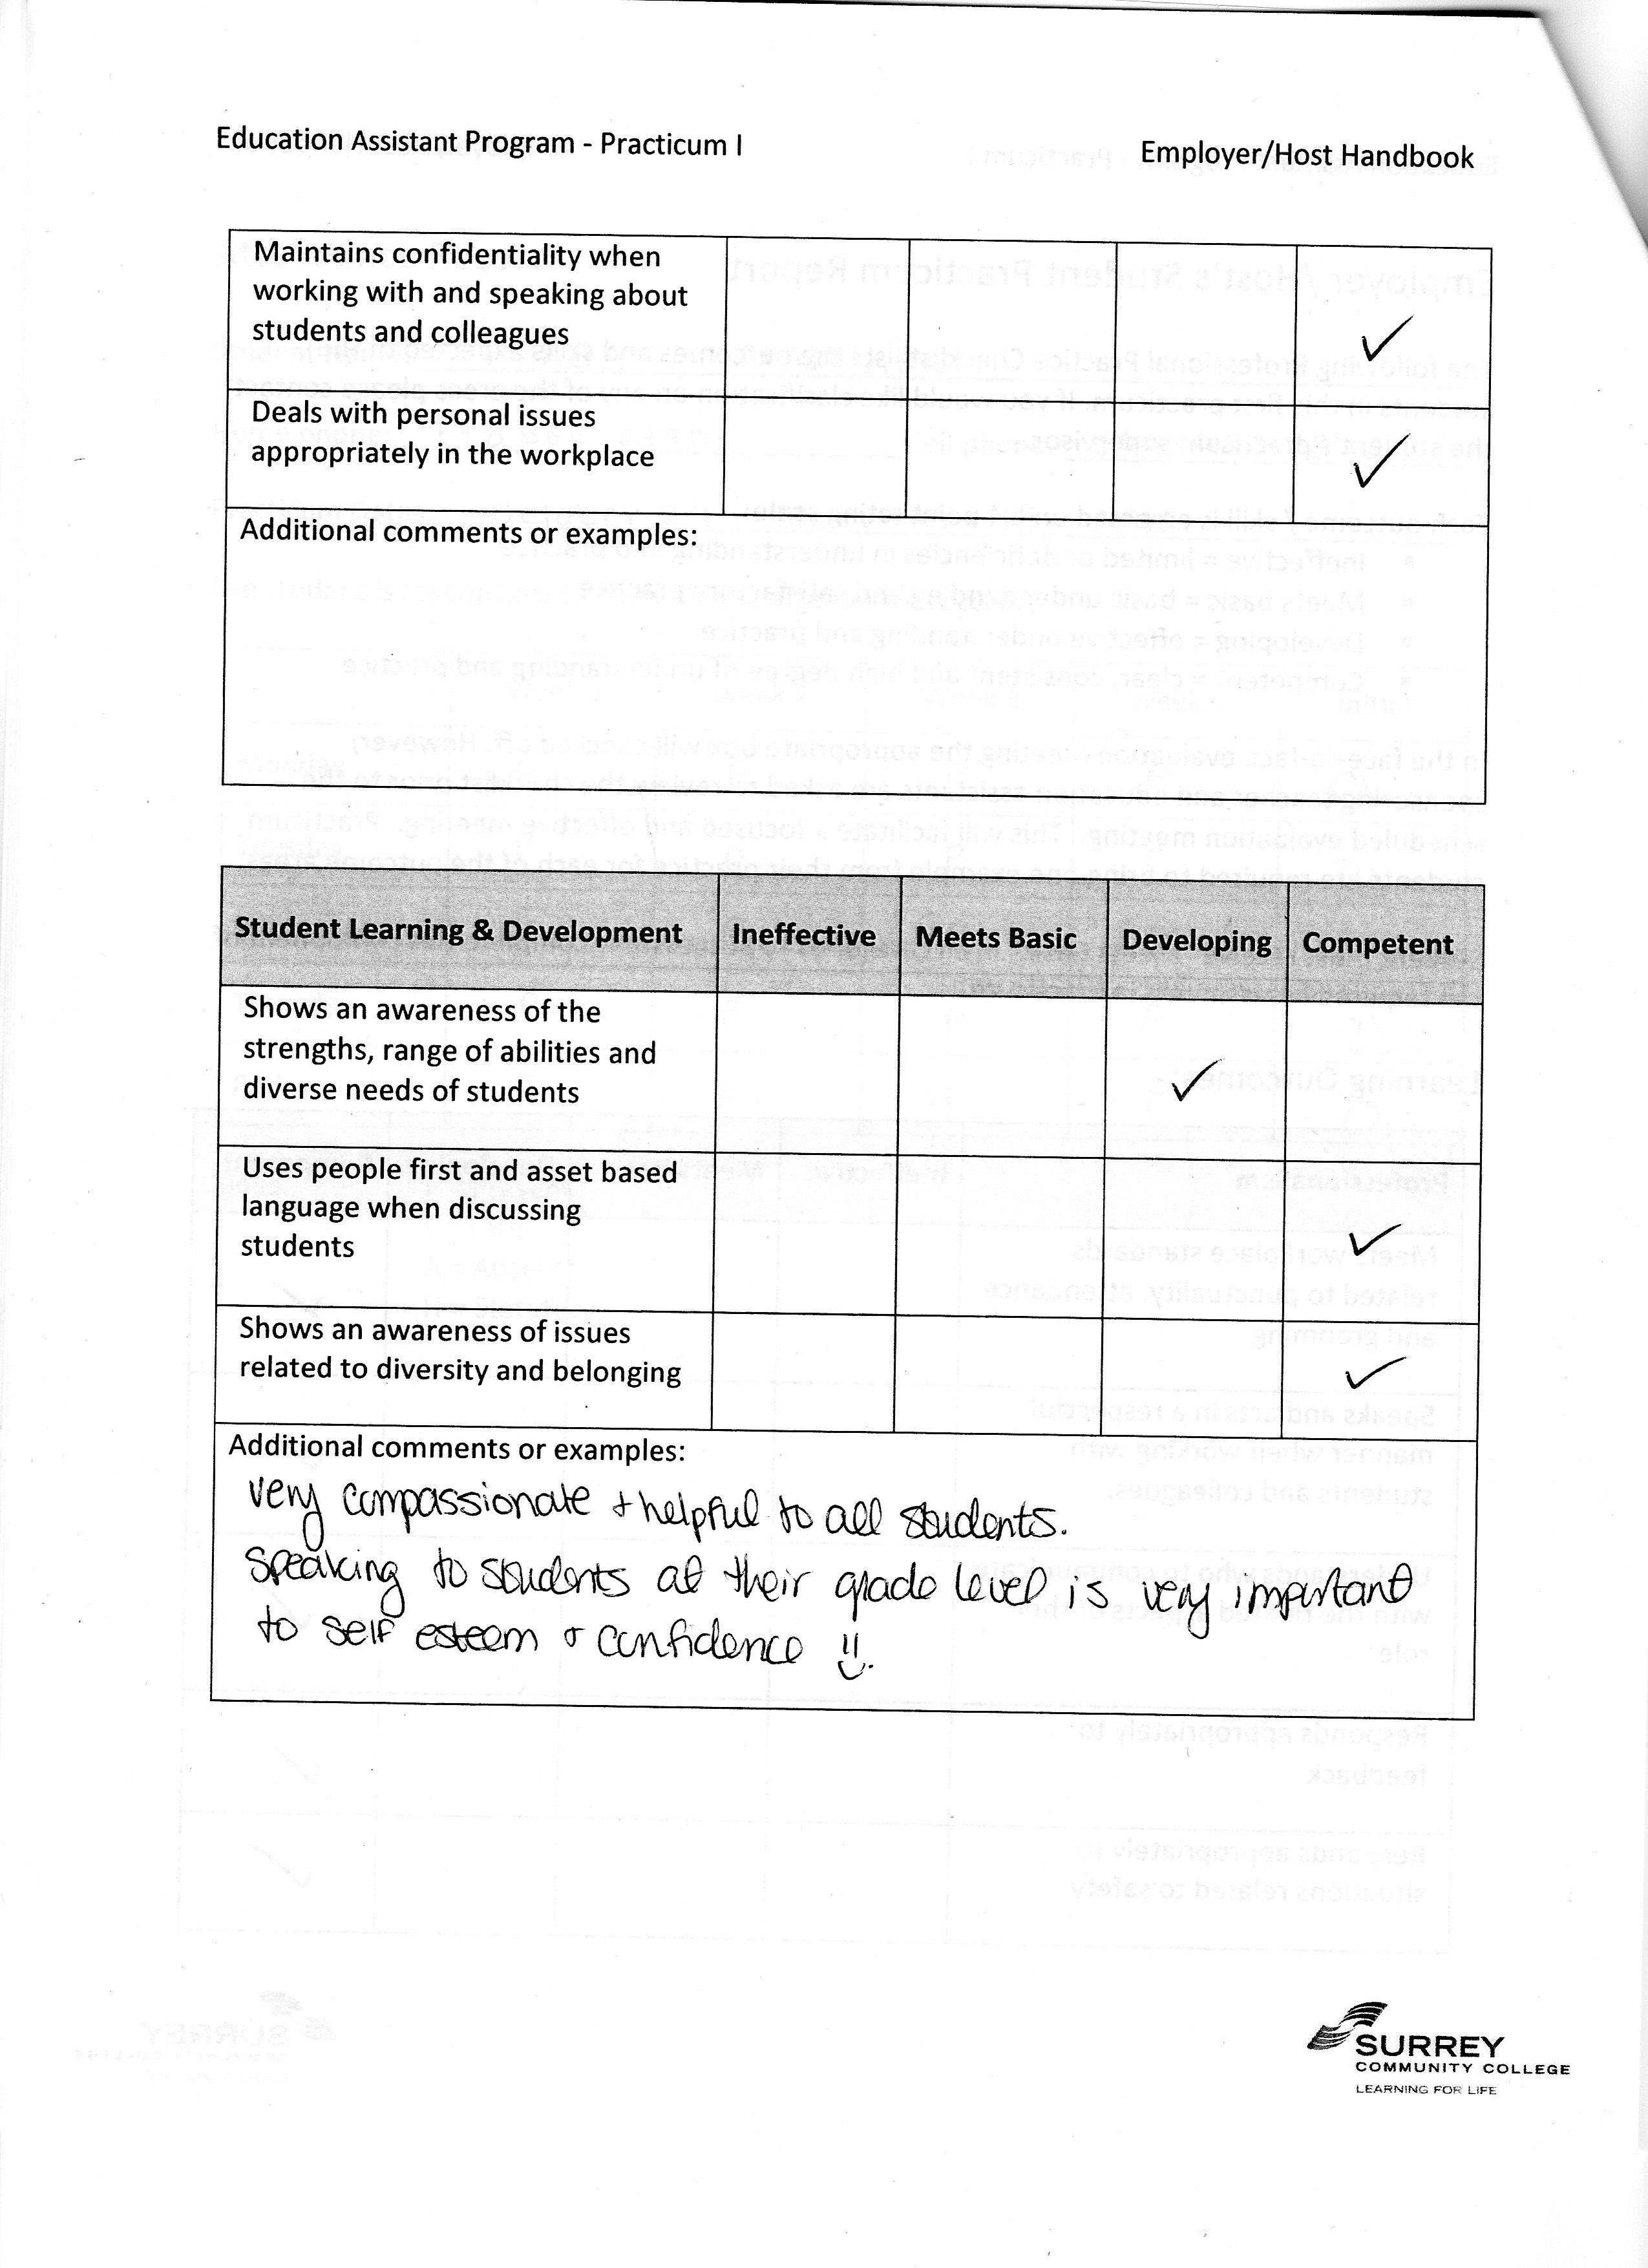 Education Assistant Program - Practicum I
Employer/Host Handbook
Maintains confidentiality when
working with and speaking about
students and colleagues
✓
Deals with personal issues
appropriately in the workplace
✓
Additional comments or examples:
Student Learning & Development Ineffective Meets Basic Developing Competent
Shows an awareness of the
strengths, range of abilities and
diverse needs of students
✓
Uses people first and asset based
language when discussing
students
✓
Shows an awareness of issues
related to diversity and belonging
✓
Additional comments or examples:
very compassionate + helpful to all students.
speaking to students at their grade level is very important
to self esteem & confidence
SURREY
COMMUNITY COLLEGE
LEARNING FOR LIFE